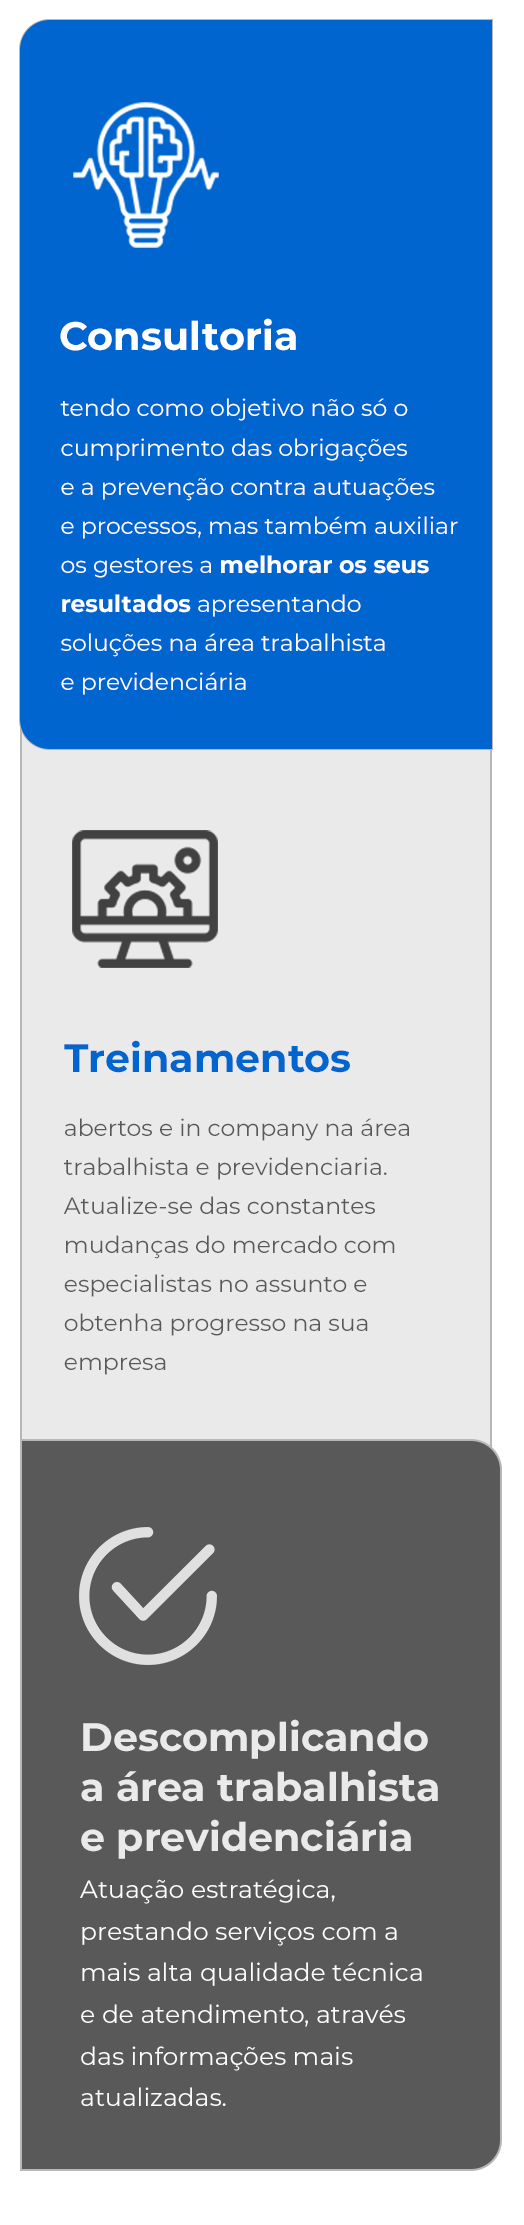 Consultoria
tendo como objetivo não só o
cumprimento das obrigações
e a prevenção contra autuações
e processos, mas também auxiliar
os gestores a melhorar os seus
resultados apresentando
soluções na área trabalhista
e previdenciária
Treinamentos
abertos e in company na área
trabalhista e previdenciaria.
Atualize-se das constantes
mudanças do mercado com
especialistas no assunto e
obtenha progresso na sua
empresa
Descomplicando
a área trabalhista
e previdenciária
Atuação estratégica,
prestando serviços com a
mais alta qualidade técnica
e de atendimento, através
das informações mais
atualizadas.